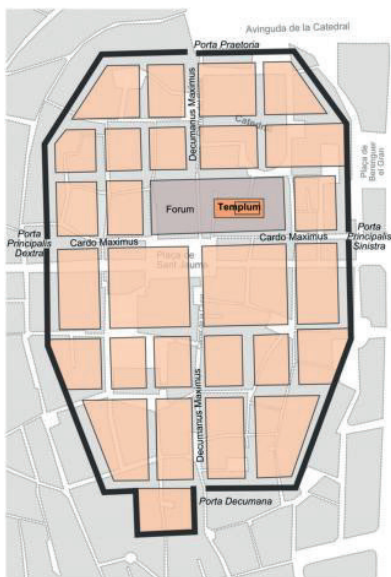 Avinguda de la Catedral
Porta Praetoria
Decumanus Maximus
Catedral
Plaça de
Berenguer
el Gran
Forum
Templum
Porta
Principalis
Dextra
Cardo Maximus
Cardo Maximus
Porta
Principalis
Sinistra
Plaça de
Sant Jaume
Decumanus Maximus
Porta Decumana